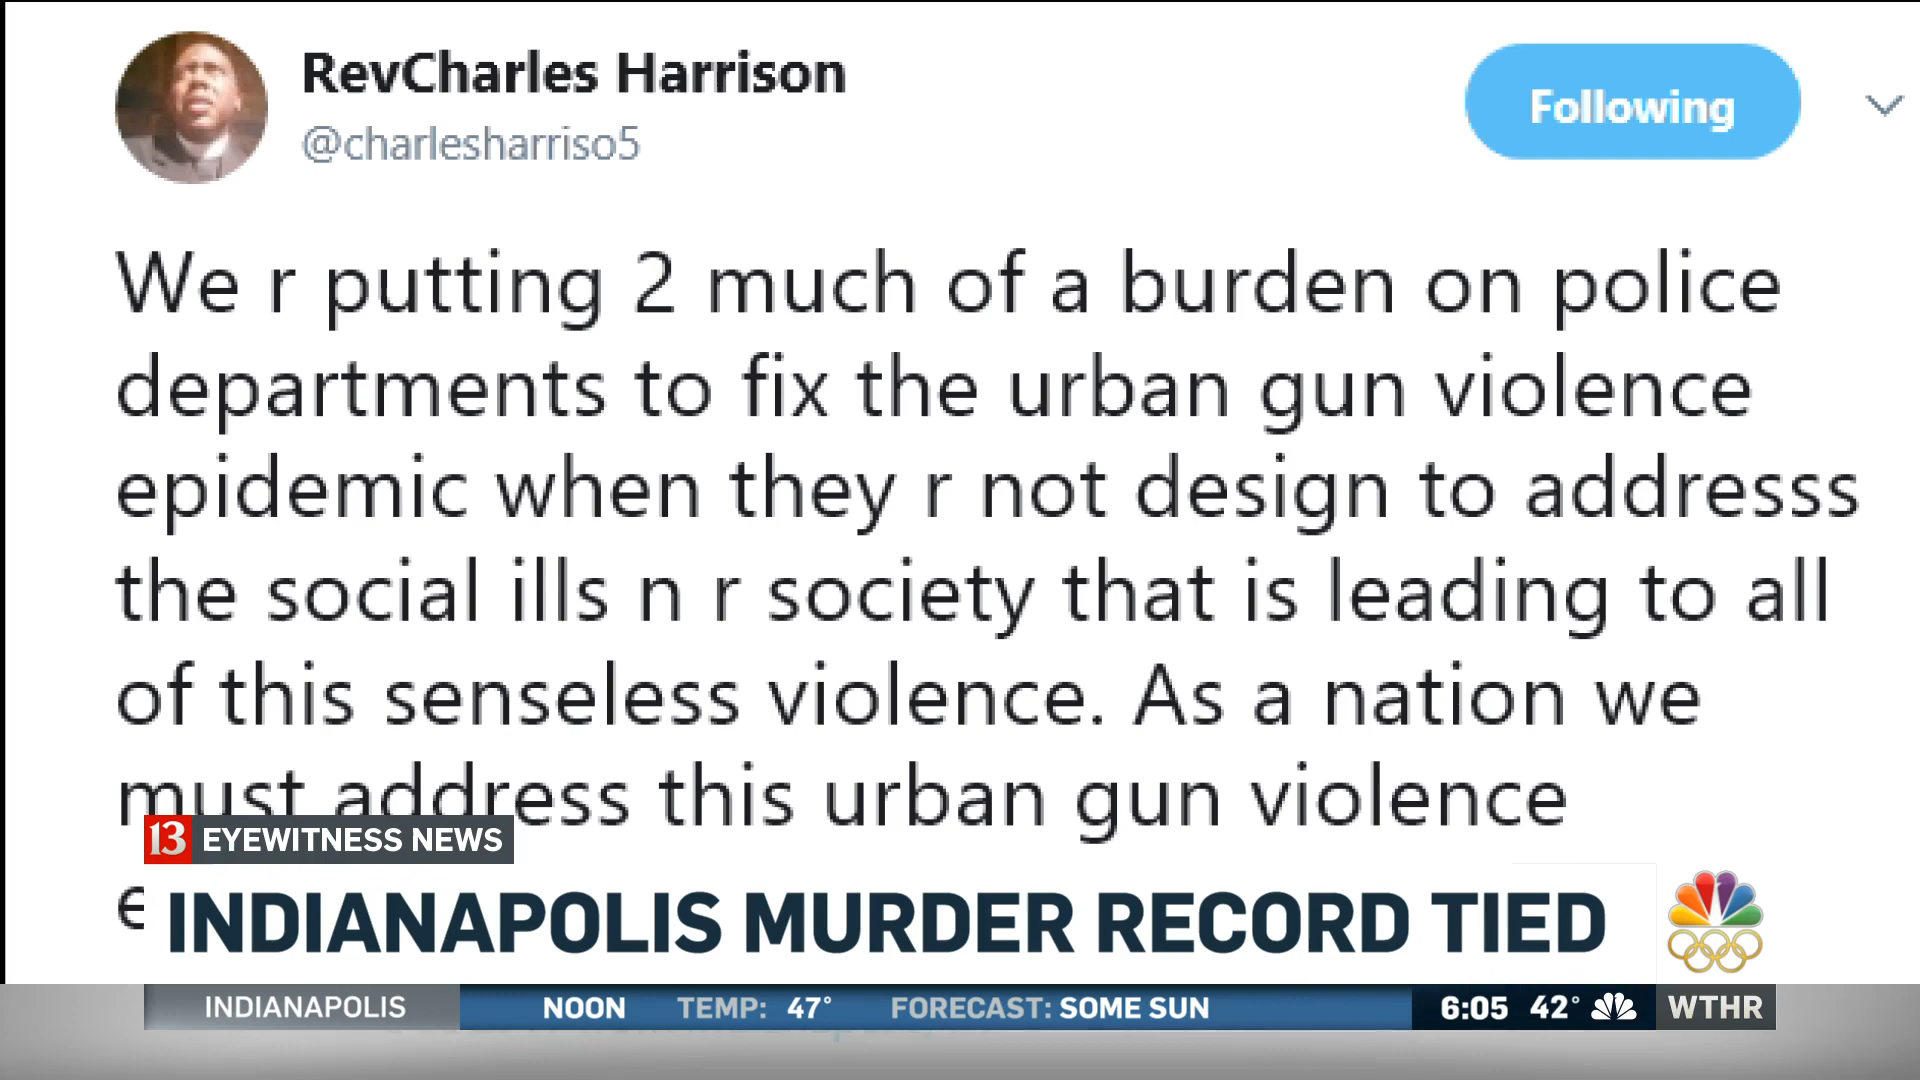 RevCharles Harrison
@charlesharriso5
Following
We r putting 2 much of a burden on police
departments to fix the urban gun violence
epidemic when they r not design to addresss
the social ills n r society that is leading to all
of this senseless violence. As a nation we
must address this urban gun violence
13 EYEWITNESS NEWS
INDIANAPOLIS MURDER RECORD TIED
INDIANAPOLIS NOON TEMP: 47° FORECAST: SOME SUN 6:05 42° WTHR